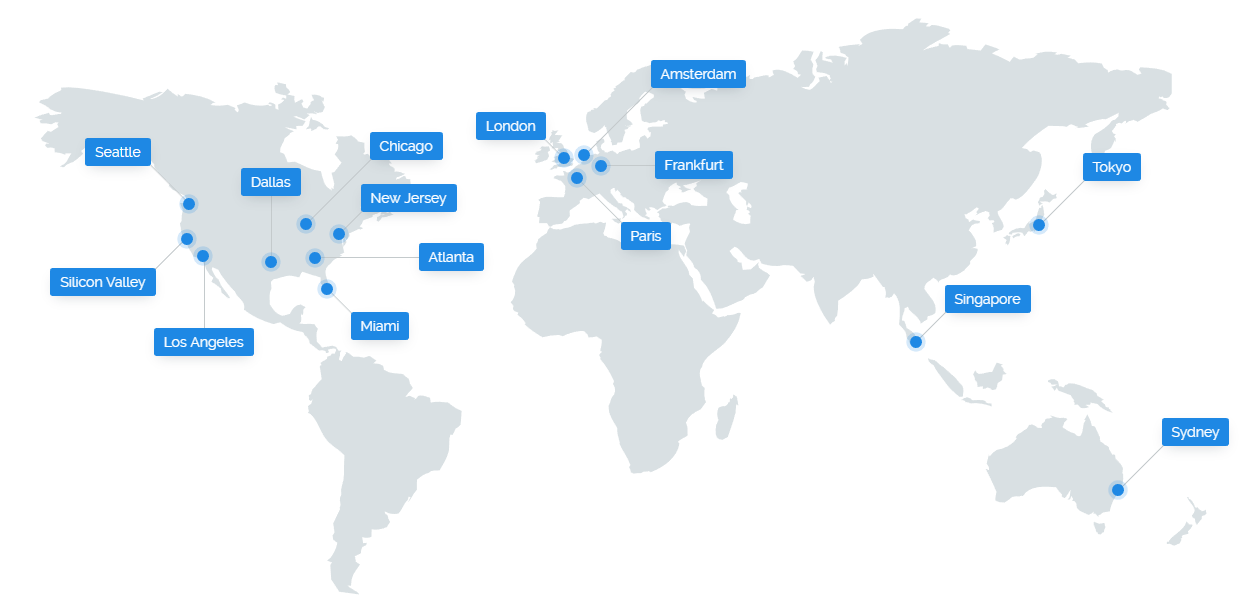 Amsterdam
London
Chicago
Seattle
Frankfurt
Tokyo
Dallas
New Jersey
Paris
Atlanta
Silicon Valley
Singapore
Miami
Los Angeles
Sydney